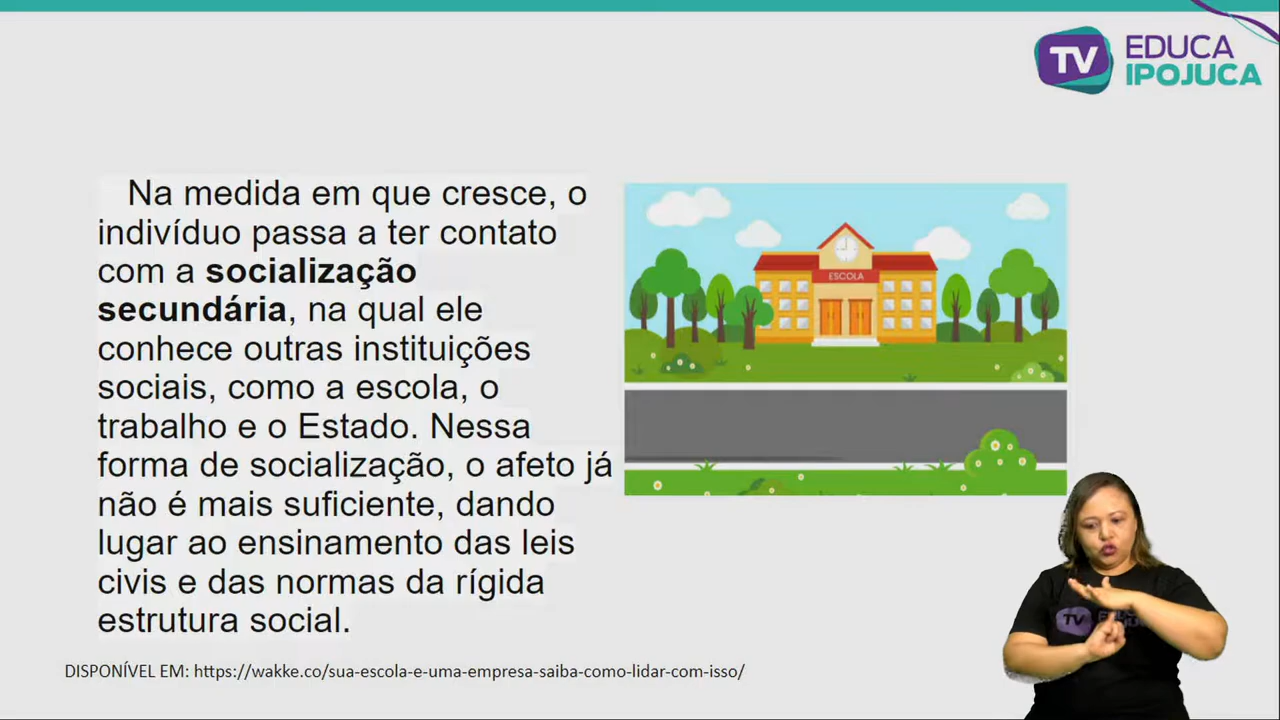 TV EDUCA
IPOJUCA
Na medida em que cresce, o
indivíduo passa a ter contato
com a socialização
secundária, na qual ele
conhece outras instituições
sociais, como a escola, o
trabalho e o Estado. Nessa
forma de socialização, o afeto já
não é mais suficiente, dando
lugar ao ensinamento das leis
civis e das normas da rígida
estrutura social.
ESCOLA
DISPONÍVEL EM: https://wakke.co/sua-escola-e-uma-empresa-saiba-como-lidar-com-isso/
TV